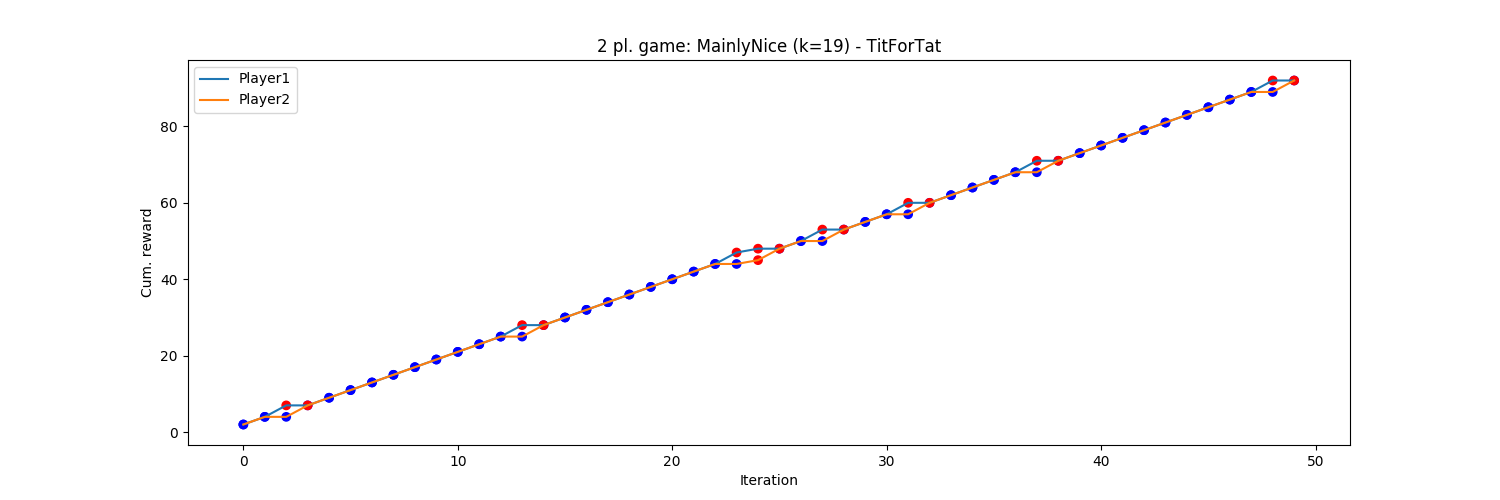 2 pl. game: MainlyNice (k=19) - TitForTat
Player1
Player2
Cum. reward
80
60
40
20
0
0 10 20 30 40 50
Iteration